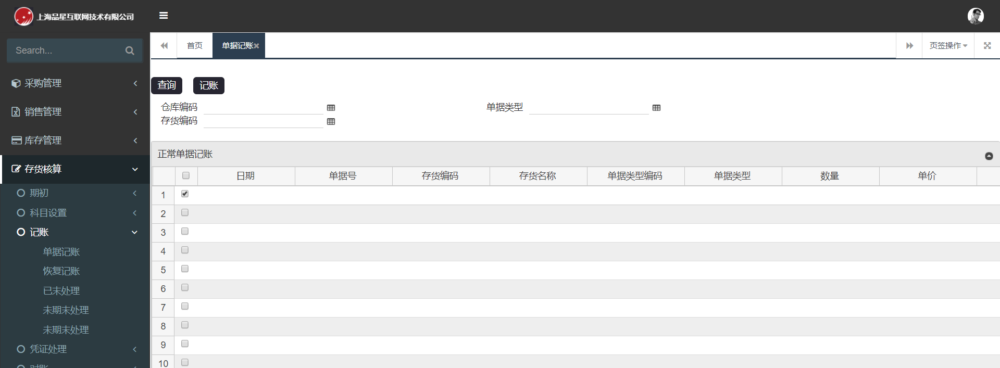 上海品星互联网技术有限公司
Search...
采购管理
销售管理
库存管理
存货核算
期初
科目设置
记账
单据记账
恢复记账
已末处理
未期末处理
未期末处理
凭证处理
对账
首页
单据记账
页签操作
查询
记账
仓库编码
单据类型
存货编码
正常单据记账
日期 单据号 存货编码 存货名称 单据类型编码 单据类型 数量 单价
1
2
3
4
5
6
7
8
9
10